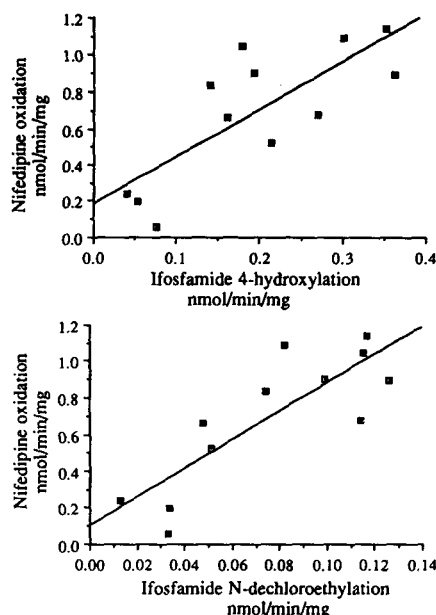 1.2
1.0
0.8
0.6
0.4
0.2
0.0
Nifedipine oxidation
nmol/min/mg
0.0 0.1 0.2 0.3 0.4
Ifosfamide 4-hydroxylation
nmol/min/mg
1.2
1.0
0.8
0.6
0.4
0.2
0.0
Nifedipine oxidation
nmol/min/mg
0.00 0.02 0.04 0.06 0.08 0.10 0.12 0.14
Ifosfamide N-dechloroethylation
nmol/min/mg